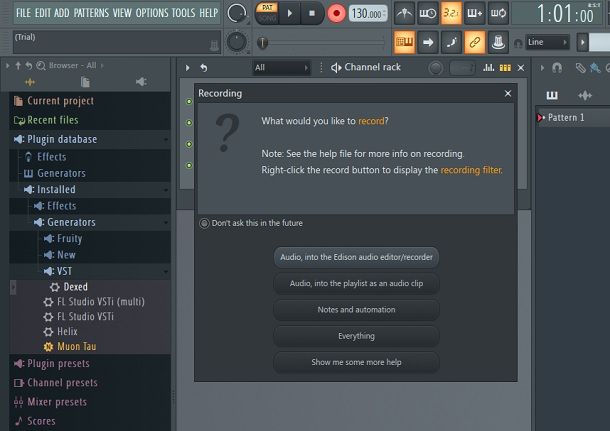 FILE EDIT ADD PATTERNS VIEW OPTIONS TOOLS HELP
(Trial)
PAT
SONG
130.000
3.2.1
1:01:00
B:S:T
Line
Browser - All
All
Channel rack
Current project
Recent files
Plugin database
Effects
Generators
Installed
Effects
Generators
Fruity
New
VST
Dexed
FL Studio VSTi (multi)
FL Studio VSTi
Helix
Muon Tau
Plugin presets
Channel presets
Mixer presets
Scores
Recording
?
What would you like to record?
Note: See the help file for more info on recording.
Right-click the record button to display the recording filter.
Don't ask this in the future
Audio, into the Edison audio editor/recorder
Audio, into the playlist as an audio clip
Notes and automation
Everything
Show me some more help
Pattern 1